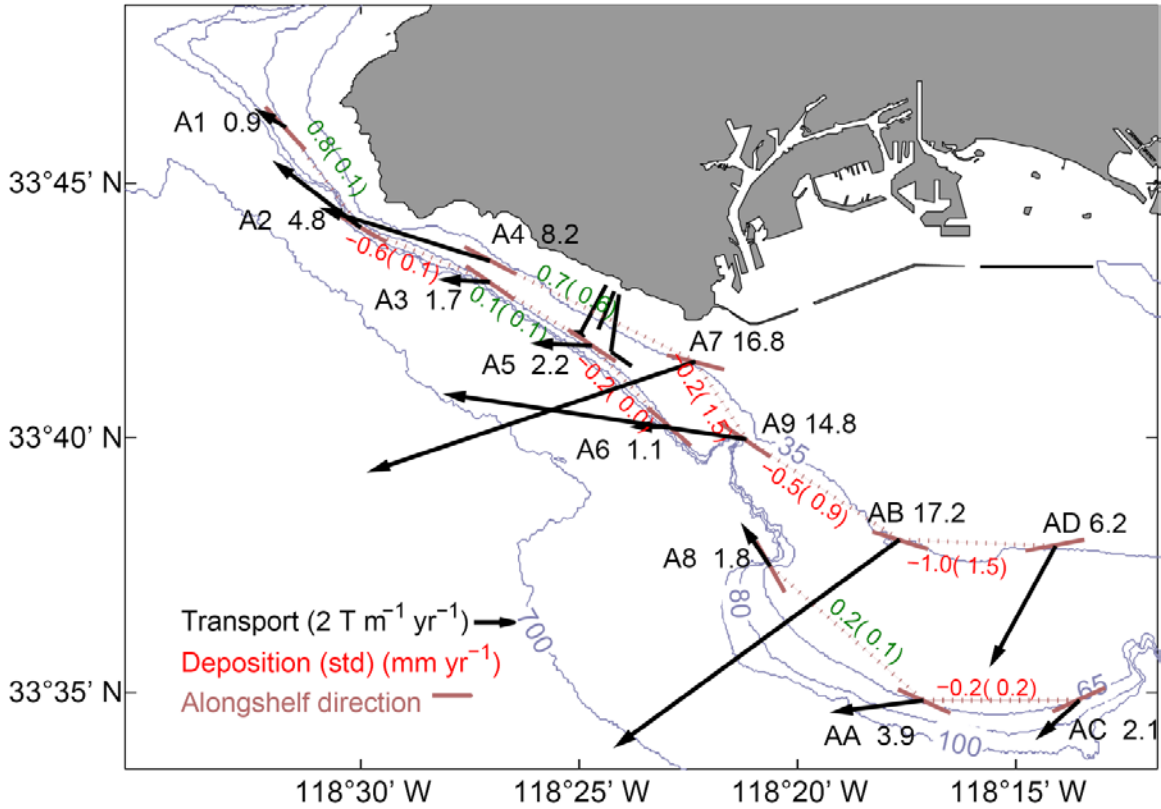 A1 0.9
0.8( 0.1)
33°45' N
A2 4.8
A4 8.2
−0.6( 0.1)
0.7( 0.6)
A3 1.7
0.1( 0.1)
A7 16.8
A5 2.2
−0.2( 0.0)
0.2( 1.5)
33°40' N
A6 1.1
A9 14.8
35
−0.5( 0.9)
AB 17.2
AD 6.2
A8 1.8
−1.0( 1.5)
80
0.2( 0.1)
700
Transport (2 T m⁻¹ yr⁻¹)
Deposition (std) (mm yr⁻¹)
Alongshelf direction
33°35' N
−0.2( 0.2)
65
AA 3.9
100
AC 2.1
118°30' W 118°25' W 118°20' W 118°15' W